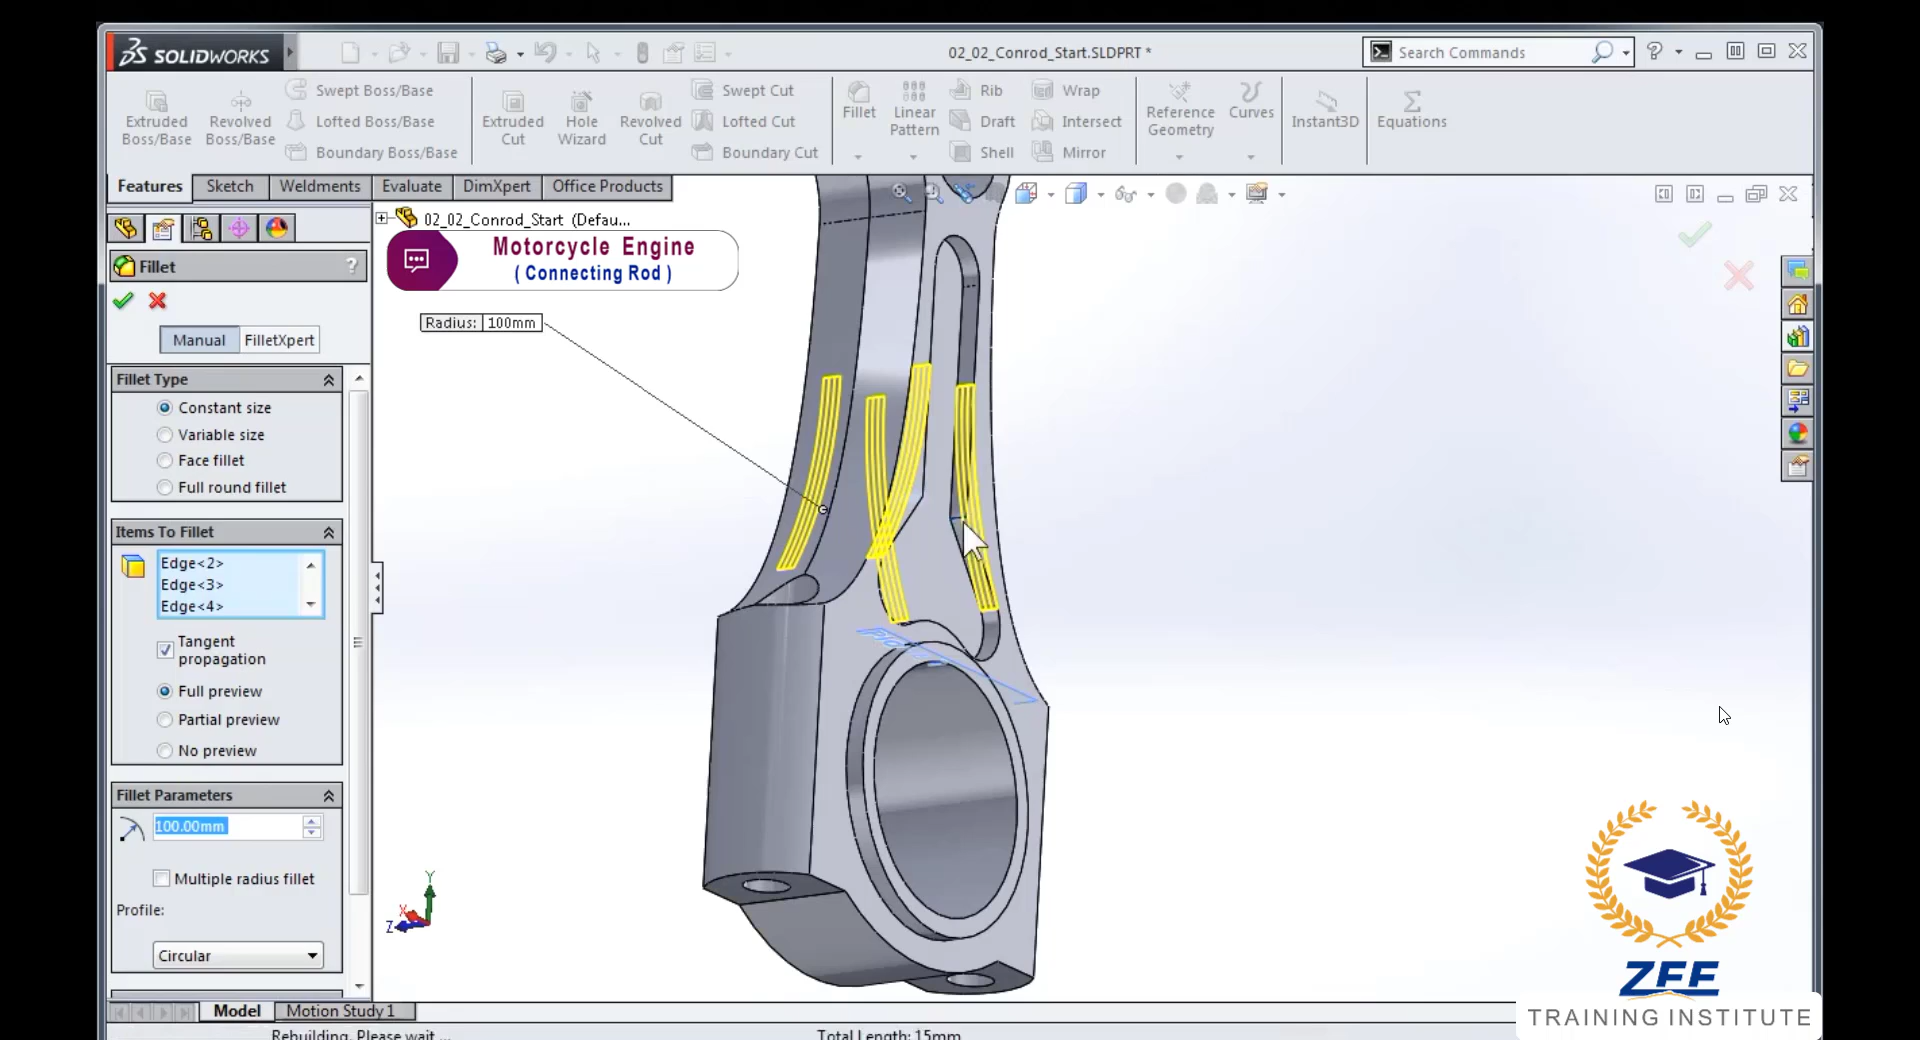 SOLIDWORKS
02_02_Conrod_Start.SLDPRT *
Search Commands
Extruded Boss/Base
Revolved Boss/Base
Swept Boss/Base
Lofted Boss/Base
Boundary Boss/Base
Extruded Cut
Hole Wizard
Revolved Cut
Swept Cut
Lofted Cut
Boundary Cut
Fillet
Linear Pattern
Rib
Draft
Shell
Wrap
Intersect
Mirror
Reference Geometry
Curves
Instant3D
Equations
Features
Sketch
Weldments
Evaluate
DimXpert
Office Products
02_02_Conrod_Start (Defau...
Motorcycle Engine
( Connecting Rod )
Fillet
?
Radius: 100mm
Manual
FilletXpert
Fillet Type
Constant size
Variable size
Face fillet
Full round fillet
Items To Fillet
Edge<2>
Edge<3>
Edge<4>
Tangent
propagation
Full preview
Partial preview
No preview
Fillet Parameters
100.00mm
Multiple radius fillet
Profile:
Circular
Y
X
Z
ZEE
TRAINING INSTITUTE
Model
Motion Study 1
Rebuilding. Please wait ...
Total Length: 15mm